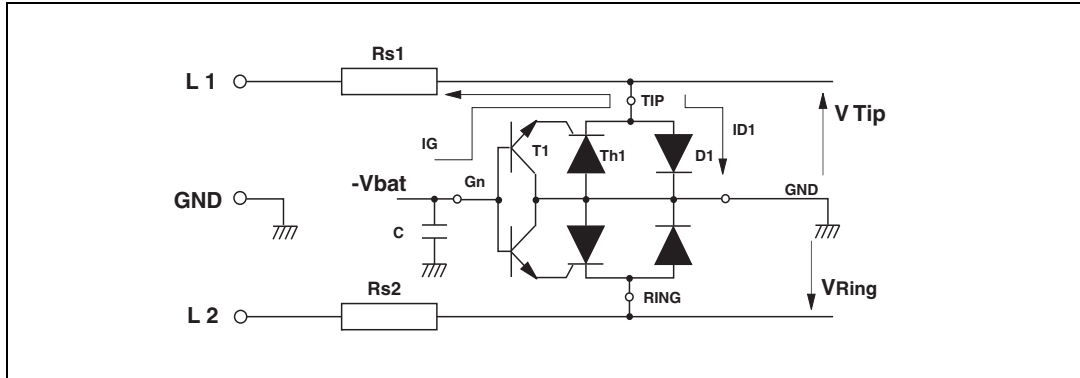 Rs1
L 1
TIP
V Tip
IG
T1
Th1
D1
ID1
-Vbat
Gn
GND
GND
C
Rs2
RING
VRing
L 2